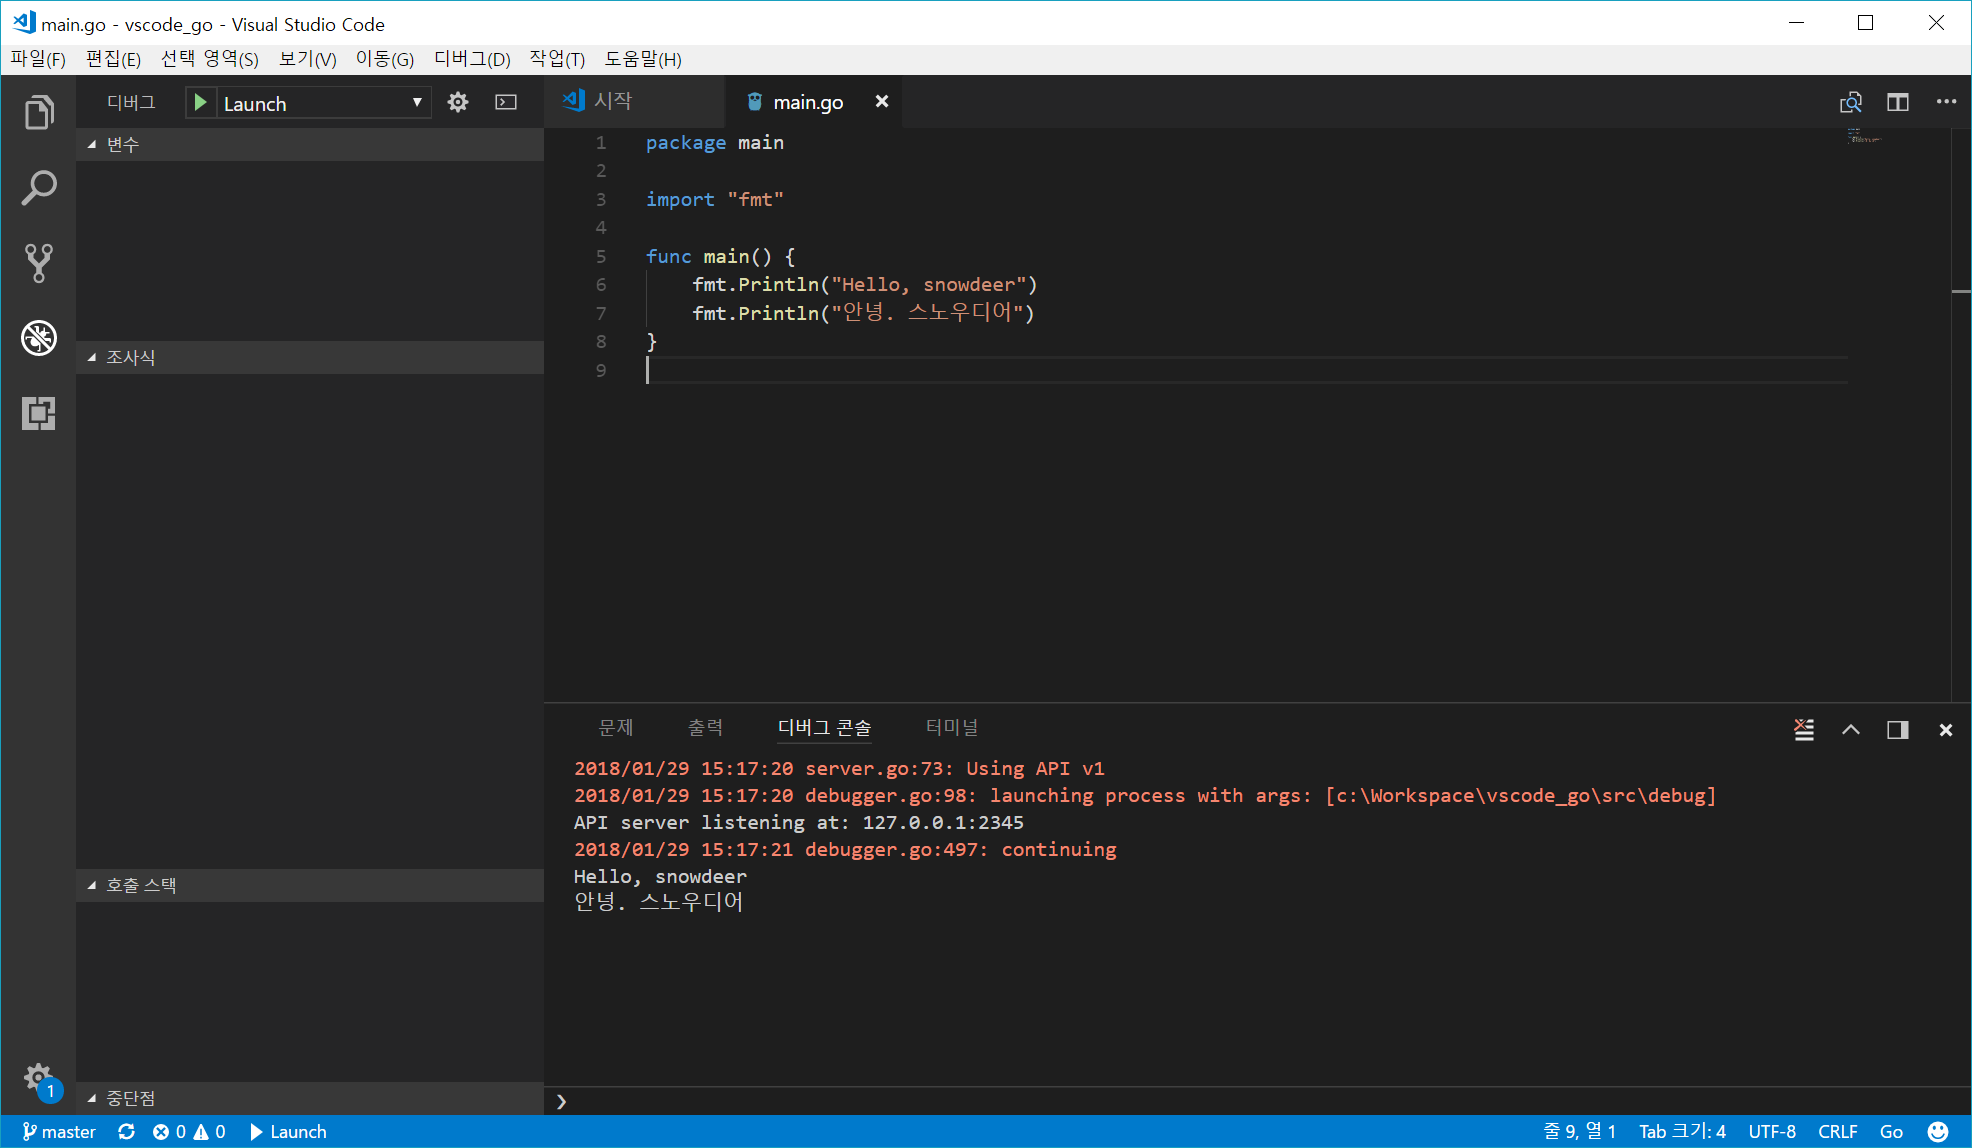 main.go - vscode_go - Visual Studio Code
파일(F) 편집(E) 선택 영역(S) 보기(V) 이동(G) 디버그(D) 작업(T) 도움말(H)
디버그 Launch
시작 main.go
변수
조사식
호출 스택
중단점
1 package main
2
3 import "fmt"
4
5 func main() {
6 fmt.Println("Hello, snowdeer")
7 fmt.Println("안녕. 스노우디어")
8 }
9
문제 출력 디버그 콘솔 터미널
2018/01/29 15:17:20 server.go:73: Using API v1
2018/01/29 15:17:20 debugger.go:98: launching process with args: [c:\Workspace\vscode_go\src\debug]
API server listening at: 127.0.0.1:2345
2018/01/29 15:17:21 debugger.go:497: continuing
Hello, snowdeer
안녕. 스노우디어
1
master 0 0 Launch 줄 9, 열 1 Tab 크기: 4 UTF-8 CRLF Go